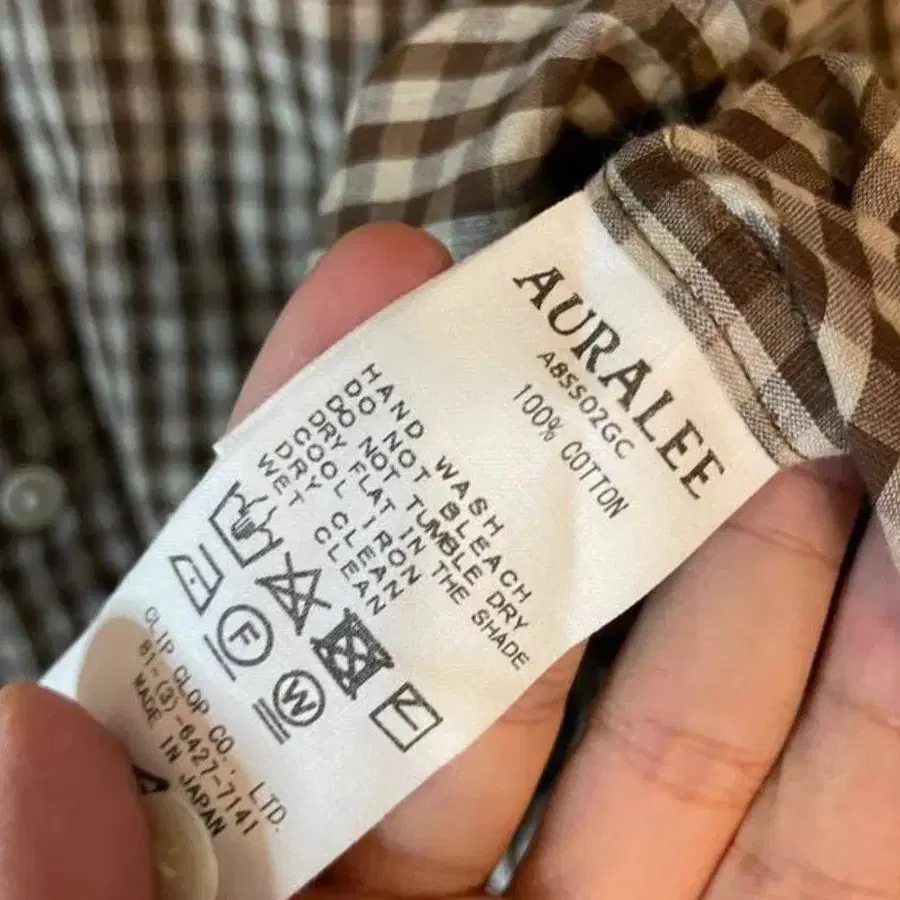 AURALEE
A8SS02GC
100% COTTON
HAND WASH
DO NOT BLEACH
DO NOT TUMBLE DRY
DRY FLAT IN THE SHADE
COOL IRON
DRY CLEAN
WET CLEAN
F
W
CLIP CLOP CO., LTD.
81-(3)-6427-7141
MADE IN JAPAN